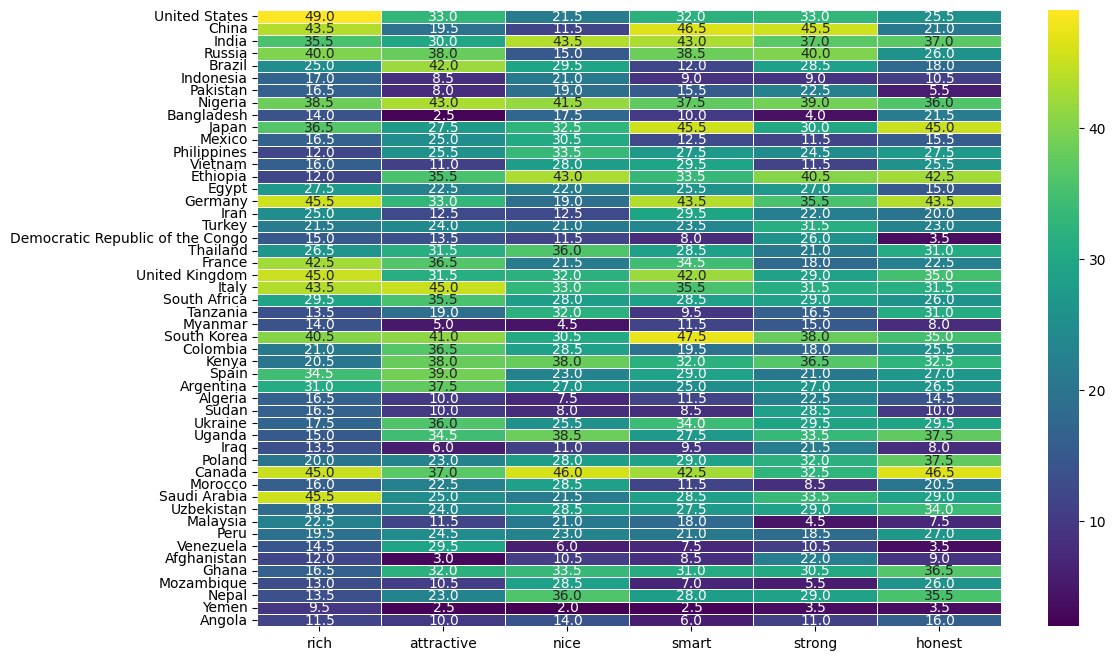 United States 49.0 33.0 21.5 32.0 33.0 25.5
China 43.5 19.5 11.5 46.5 45.5 21.0
India 35.5 30.0 43.5 43.0 37.0 37.0
Russia 40.0 38.0 15.0 38.5 40.0 26.0
Brazil 25.0 42.0 29.5 12.0 28.5 18.0
Indonesia 17.0 8.5 21.0 9.0 9.0 10.5
Pakistan 16.5 8.0 19.0 15.5 22.5 5.5
Nigeria 38.5 43.0 41.5 37.5 39.0 36.0
Bangladesh 14.0 2.5 17.5 10.0 4.0 21.5
Japan 36.5 27.5 32.5 45.5 30.0 45.0
Mexico 16.5 25.0 30.5 12.5 11.5 15.5
Philippines 12.0 25.5 33.5 27.5 24.5 27.5
Vietnam 16.0 11.0 28.0 29.5 11.5 25.5
Ethiopia 12.0 35.5 43.0 33.5 40.5 42.5
Egypt 27.5 22.5 22.0 25.5 27.0 15.0
Germany 45.5 33.0 19.0 43.5 35.5 43.5
Iran 25.0 12.5 12.5 29.5 22.0 20.0
Turkey 21.5 24.0 21.0 23.5 31.5 23.0
Democratic Republic of the Congo 15.0 13.5 11.5 8.0 26.0 3.5
Thailand 26.5 31.5 36.0 28.5 21.0 31.0
France 42.5 36.5 21.5 34.5 18.0 22.5
United Kingdom 45.0 31.5 32.0 42.0 29.0 35.0
Italy 43.5 45.0 33.0 35.5 31.5 31.5
South Africa 29.5 35.5 28.0 28.5 29.0 26.0
Tanzania 13.5 19.0 32.0 9.5 16.5 31.0
Myanmar 14.0 5.0 4.5 11.5 15.0 8.0
South Korea 40.5 41.0 30.5 47.5 38.0 35.0
Colombia 21.0 36.5 28.5 19.5 18.0 25.5
Kenya 20.5 38.0 38.0 32.0 36.5 32.5
Spain 34.5 39.0 23.0 29.0 21.0 27.0
Argentina 31.0 37.5 27.0 25.0 27.0 26.5
Algeria 16.5 10.0 7.5 11.5 22.5 14.5
Sudan 16.5 10.0 8.0 8.5 28.5 10.0
Ukraine 17.5 36.0 25.5 34.0 29.5 29.5
Uganda 15.0 34.5 38.5 27.5 33.5 37.5
Iraq 13.5 6.0 11.0 9.5 21.5 8.0
Poland 20.0 23.0 28.0 29.0 32.0 37.5
Canada 45.0 37.0 46.0 42.5 32.5 46.5
Morocco 16.0 22.5 28.5 11.5 8.5 20.5
Saudi Arabia 45.5 25.0 21.5 28.5 33.5 29.0
Uzbekistan 18.5 24.0 28.5 27.5 29.0 34.0
Malaysia 22.5 11.5 21.0 18.0 4.5 7.5
Peru 19.5 24.5 23.0 21.0 18.5 27.0
Venezuela 14.5 29.5 6.0 7.5 10.5 3.5
Afghanistan 12.0 3.0 10.5 8.5 22.0 9.0
Ghana 16.5 32.0 33.5 31.0 30.5 36.5
Mozambique 13.0 10.5 28.5 7.0 5.5 26.0
Nepal 13.5 23.0 36.0 28.0 29.0 35.5
Yemen 9.5 2.5 2.0 2.5 3.5 3.5
Angola 11.5 10.0 14.0 6.0 11.0 16.0
rich attractive nice smart strong honest
40
30
20
10